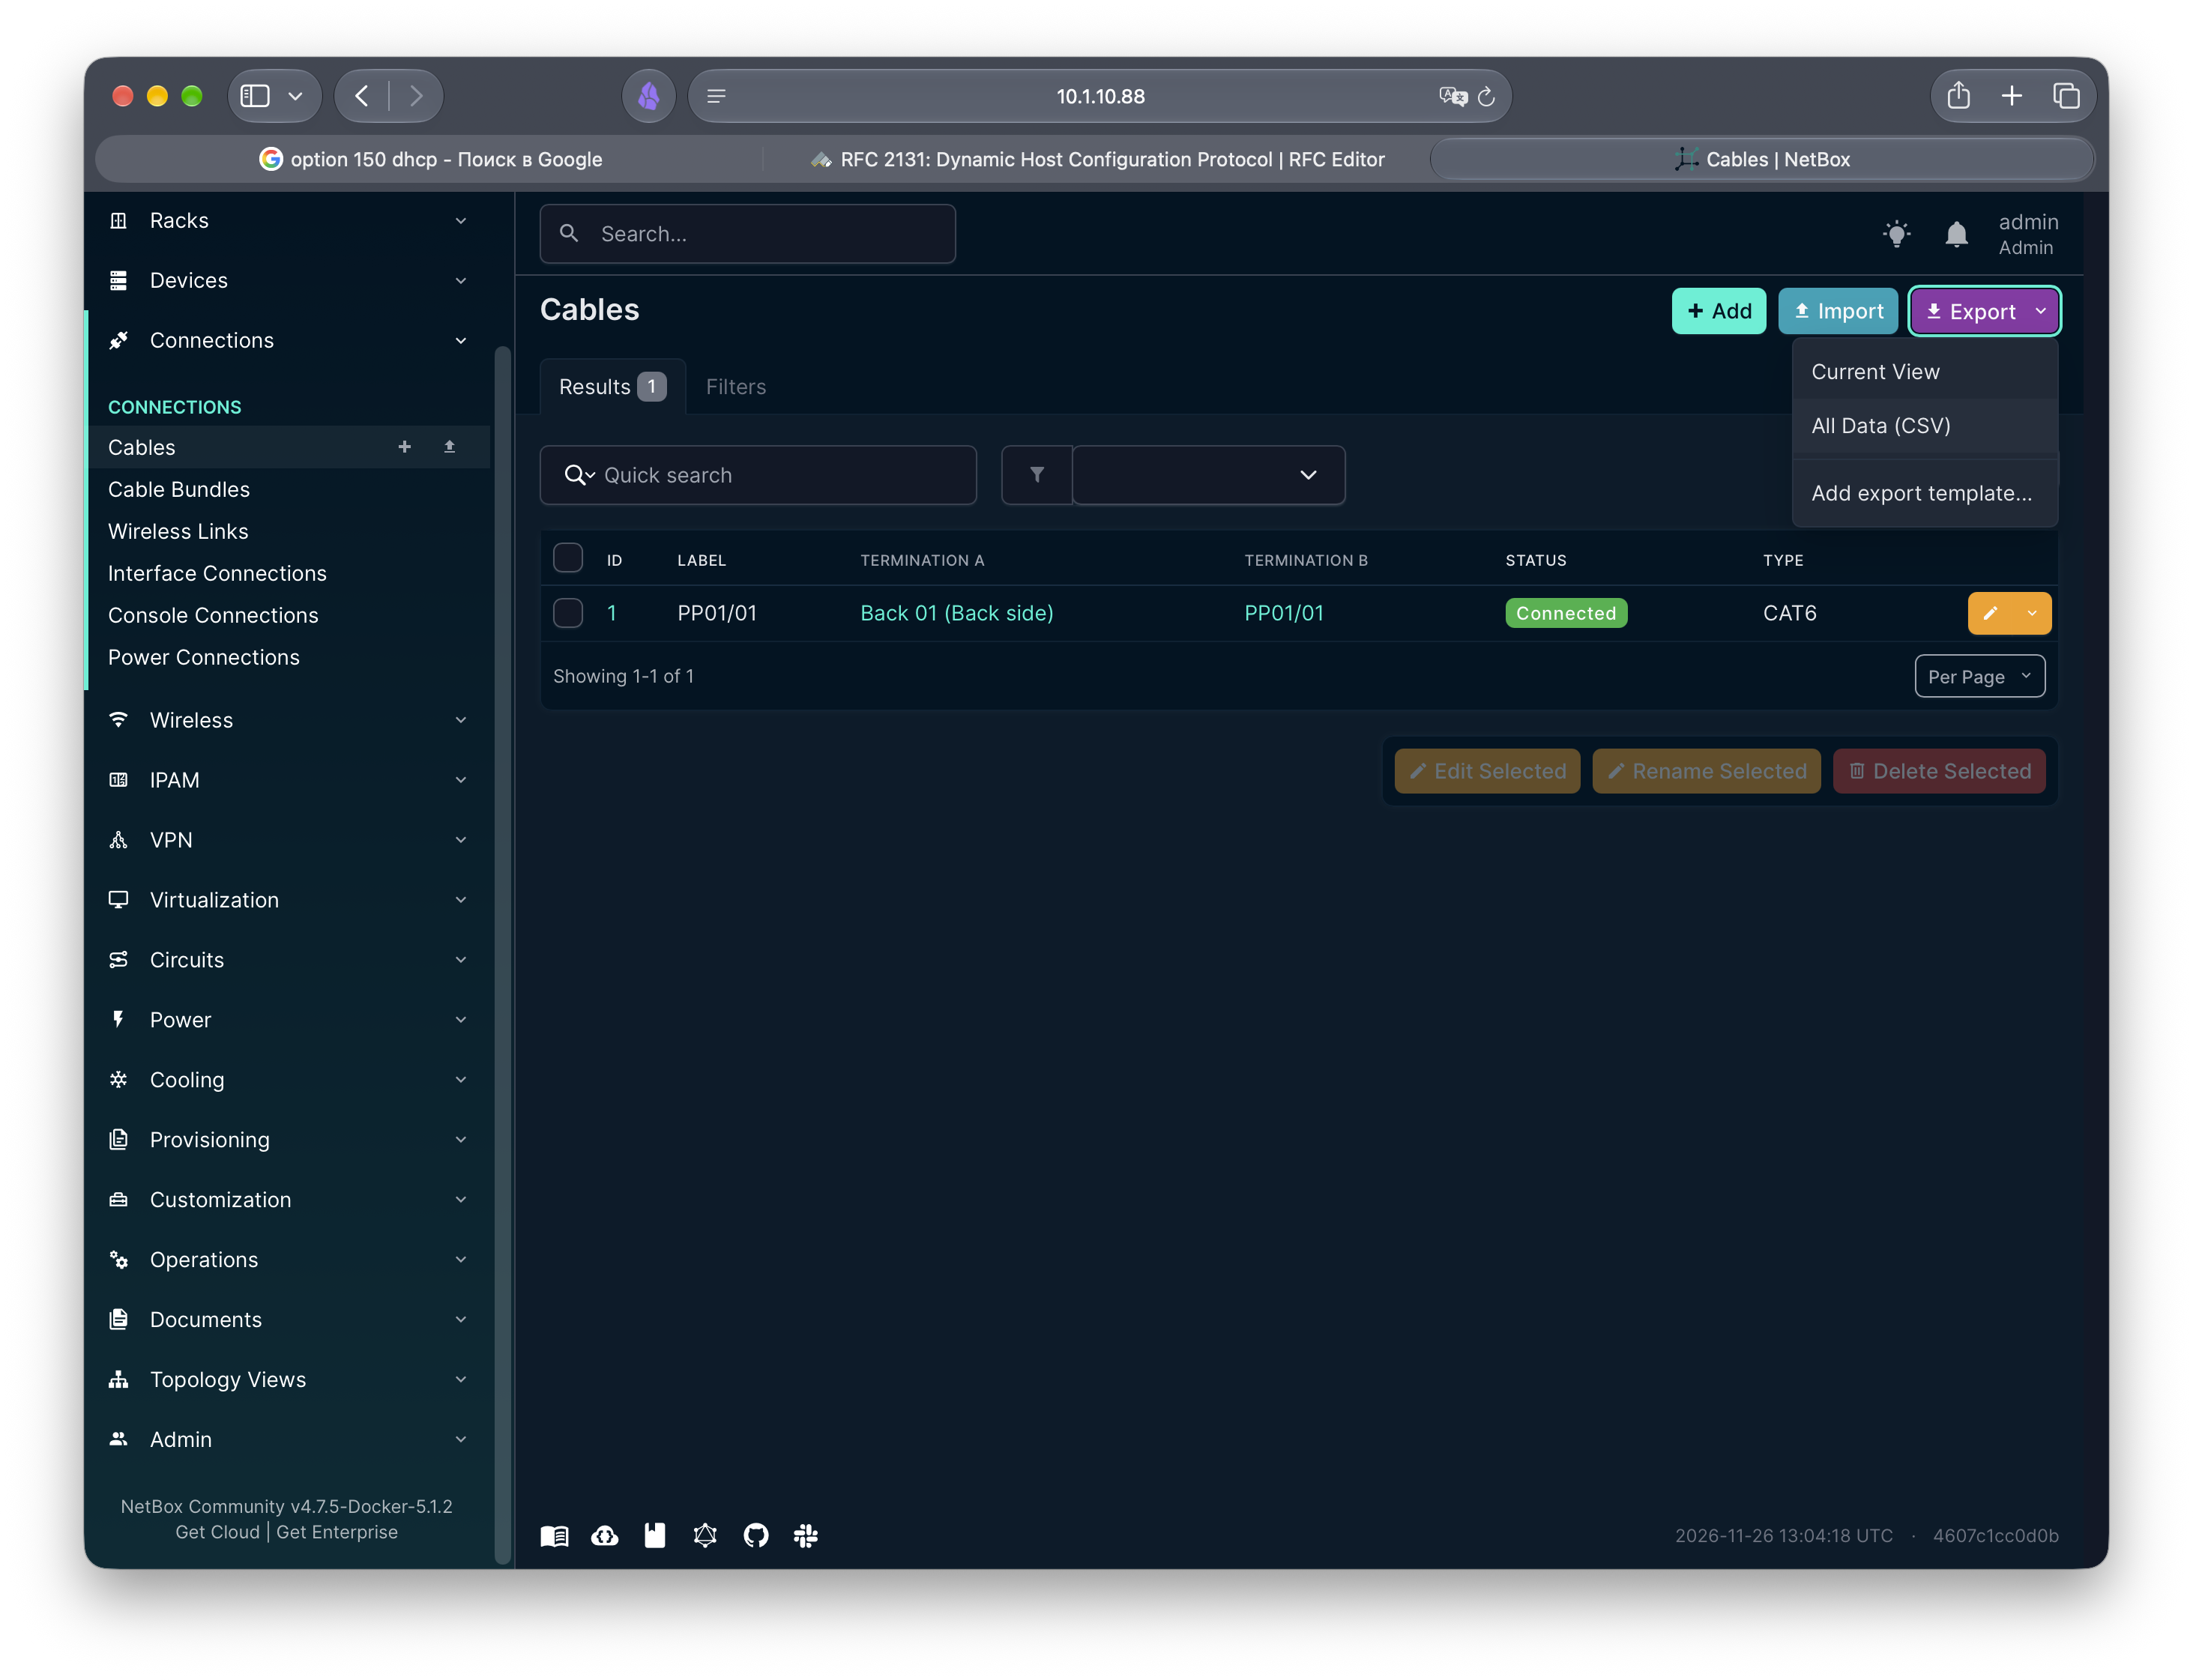 10.1.10.88
option 150 dhcp - Поиск в Google
RFC 2131: Dynamic Host Configuration Protocol | RFC Editor
Cables | NetBox
Racks
Devices
Connections
CONNECTIONS
Cables
Cable Bundles
Wireless Links
Interface Connections
Console Connections
Power Connections
Wireless
IPAM
VPN
Virtualization
Circuits
Power
Cooling
Provisioning
Customization
Operations
Documents
Topology Views
Admin
NetBox Community v4.7.5-Docker-5.1.2
Get Cloud | Get Enterprise
Search...
admin
Admin
Cables
Add
Import
Export
Current View
All Data (CSV)
Add export template...
Results 1
Filters
Quick search
ID LABEL TERMINATION A TERMINATION B STATUS TYPE
1 PP01/01 Back 01 (Back side) PP01/01 Connected CAT6
Showing 1-1 of 1
Per Page
Edit Selected
Rename Selected
Delete Selected
2026-11-26 13:04:18 UTC · 4607c1cc0d0b